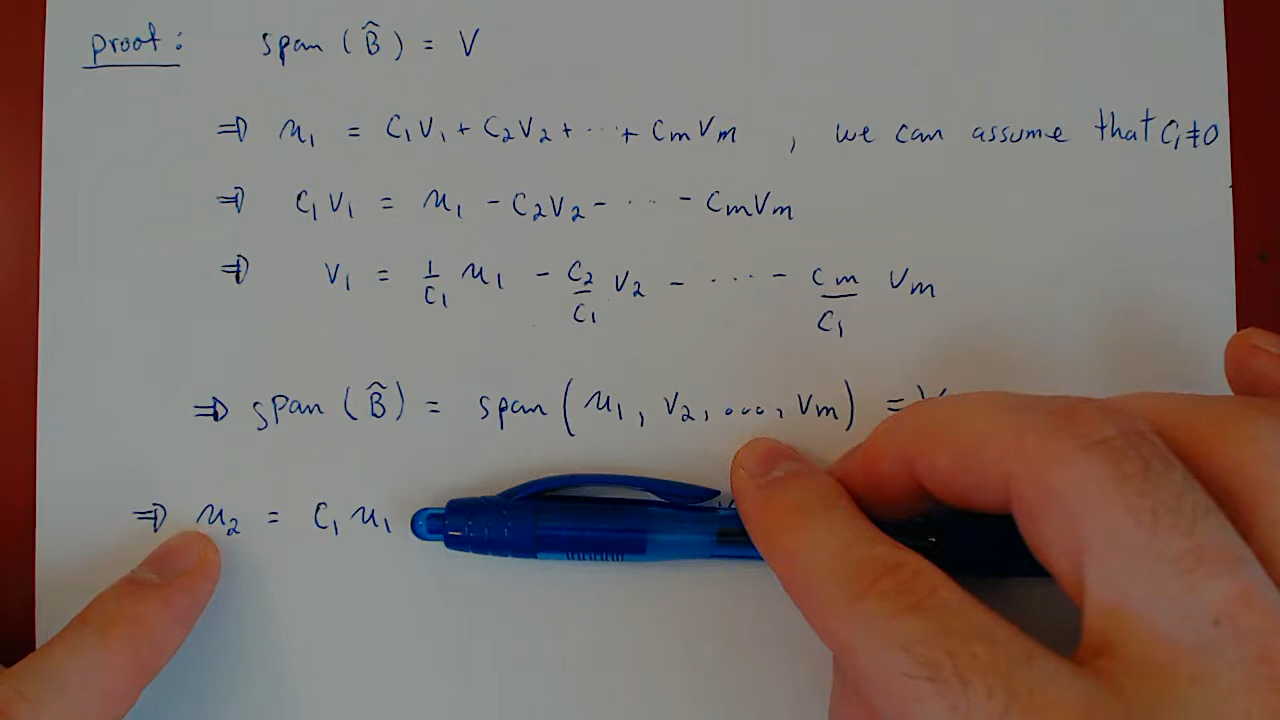 proof: span (B̂) = V
⇒ u₁ = C₁V₁ + C₂V₂ + ⋯ + CₘVₘ , we can assume that C₁≠0
⇒ C₁V₁ = u₁ - C₂V₂ - ⋯ - CₘVₘ
⇒ V₁ = 1/C₁ u₁ - C₂/C₁ V₂ - ⋯ - Cₘ/C₁ Vₘ
⇒ span (B̂) = span (u₁, V₂, ..., Vₘ) = V
⇒ u₂ = C₁u₁